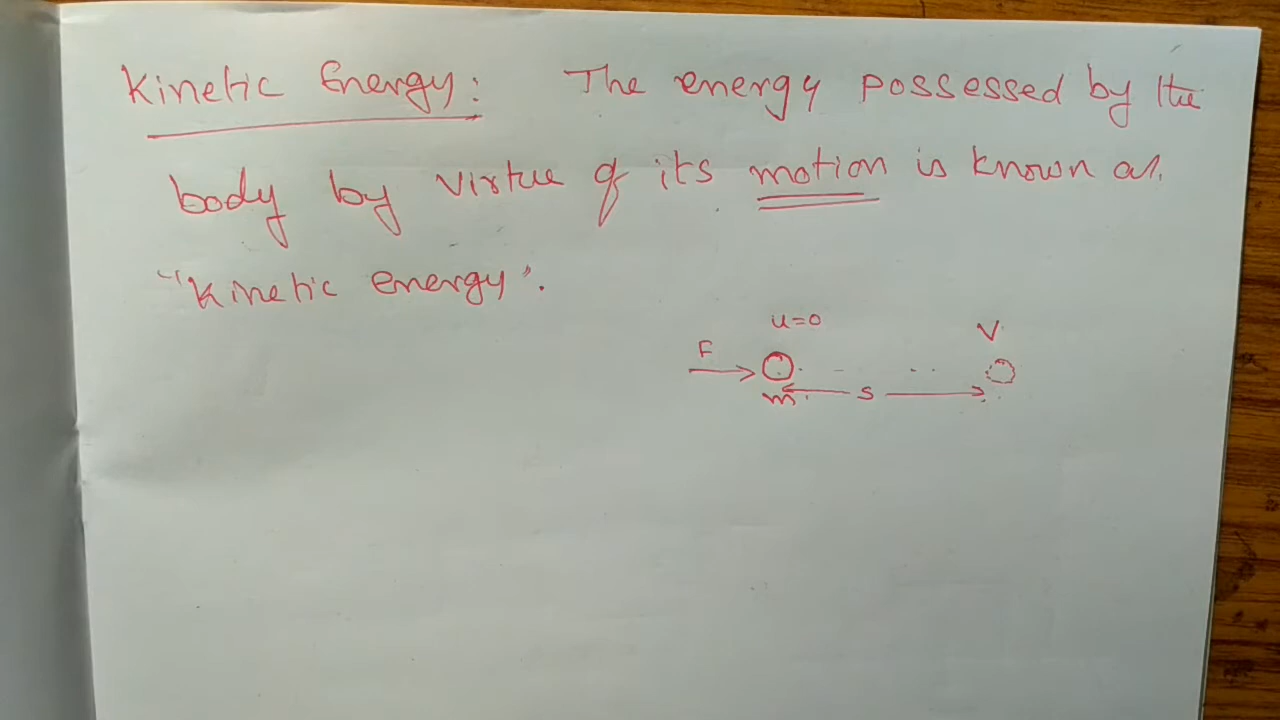 Kinetic Energy: The energy possessed by the
body by virtue of its motion is known as.
"Kinetic energy".
u=0 V
F
m s